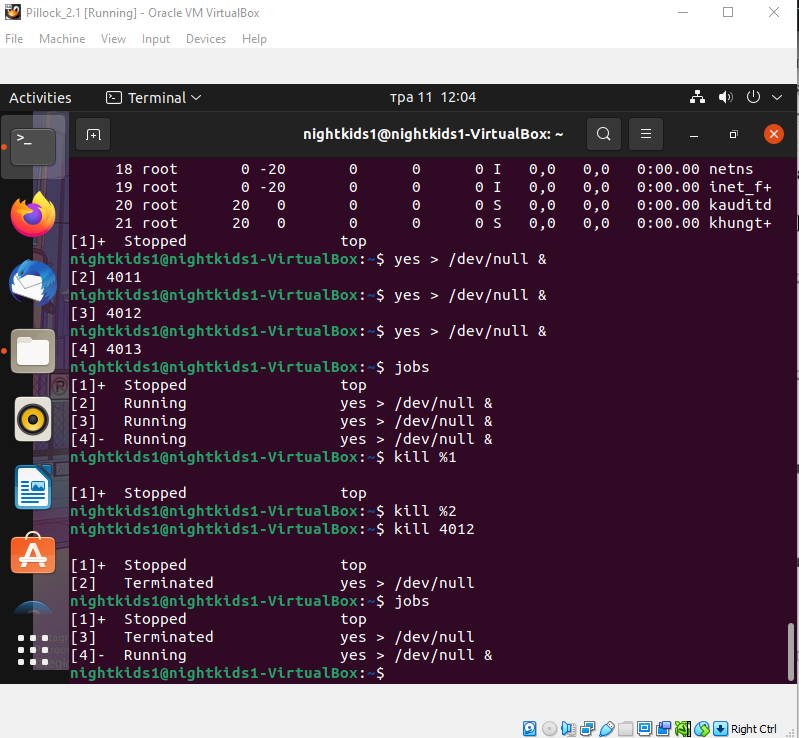 Pillock_2.1 [Running] - Oracle VM VirtualBox
File Machine View Input Devices Help
Activities Terminal тра 11 12:04
nightkids1@nightkids1-VirtualBox: ~
18 root 0 -20 0 0 0 I 0,0 0,0 0:00.00 netns
19 root 0 -20 0 0 0 I 0,0 0,0 0:00.00 inet_f+
20 root 20 0 0 0 0 S 0,0 0,0 0:00.00 kauditd
21 root 20 0 0 0 0 S 0,0 0,0 0:00.00 khungt+
[1]+ Stopped top
nightkids1@nightkids1-VirtualBox:~$ yes > /dev/null &
[2] 4011
nightkids1@nightkids1-VirtualBox:~$ yes > /dev/null &
[3] 4012
nightkids1@nightkids1-VirtualBox:~$ yes > /dev/null &
[4] 4013
nightkids1@nightkids1-VirtualBox:~$ jobs
[1]+ Stopped top
[2] Running yes > /dev/null &
[3] Running yes > /dev/null &
[4]- Running yes > /dev/null &
nightkids1@nightkids1-VirtualBox:~$ kill %1
[1]+ Stopped top
nightkids1@nightkids1-VirtualBox:~$ kill %2
nightkids1@nightkids1-VirtualBox:~$ kill 4012
[1]+ Stopped top
[2] Terminated yes > /dev/null
nightkids1@nightkids1-VirtualBox:~$ jobs
[1]+ Stopped top
[3] Terminated yes > /dev/null
[4]- Running yes > /dev/null &
nightkids1@nightkids1-VirtualBox:~$
Right Ctrl